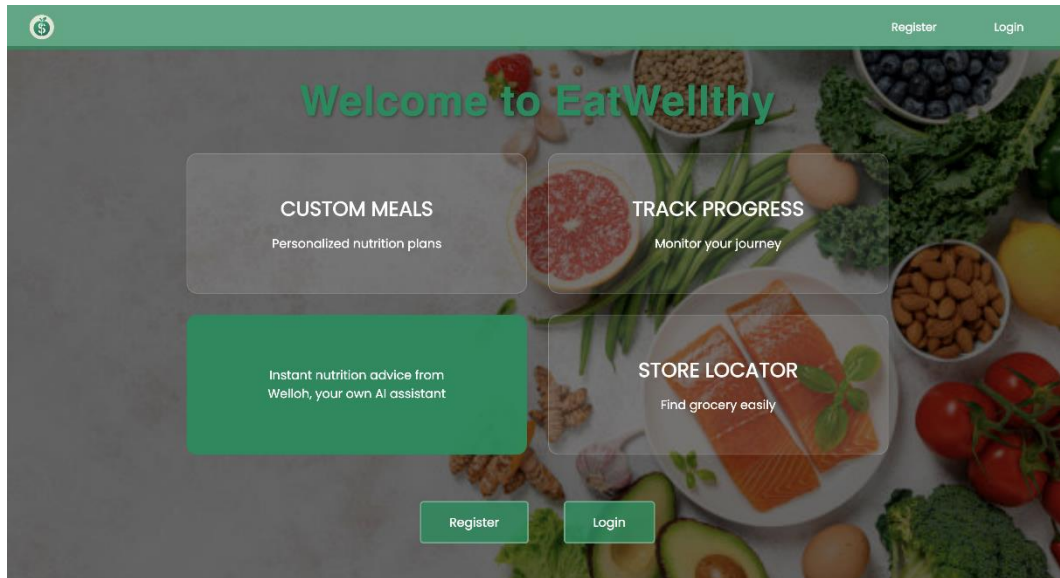 $
Register
Login
Welcome to EatWellthy
CUSTOM MEALS
Personalized nutrition plans
TRACK PROGRESS
Monitor your journey
Instant nutrition advice from
Welloh, your own AI assistant
STORE LOCATOR
Find grocery easily
Register
Login